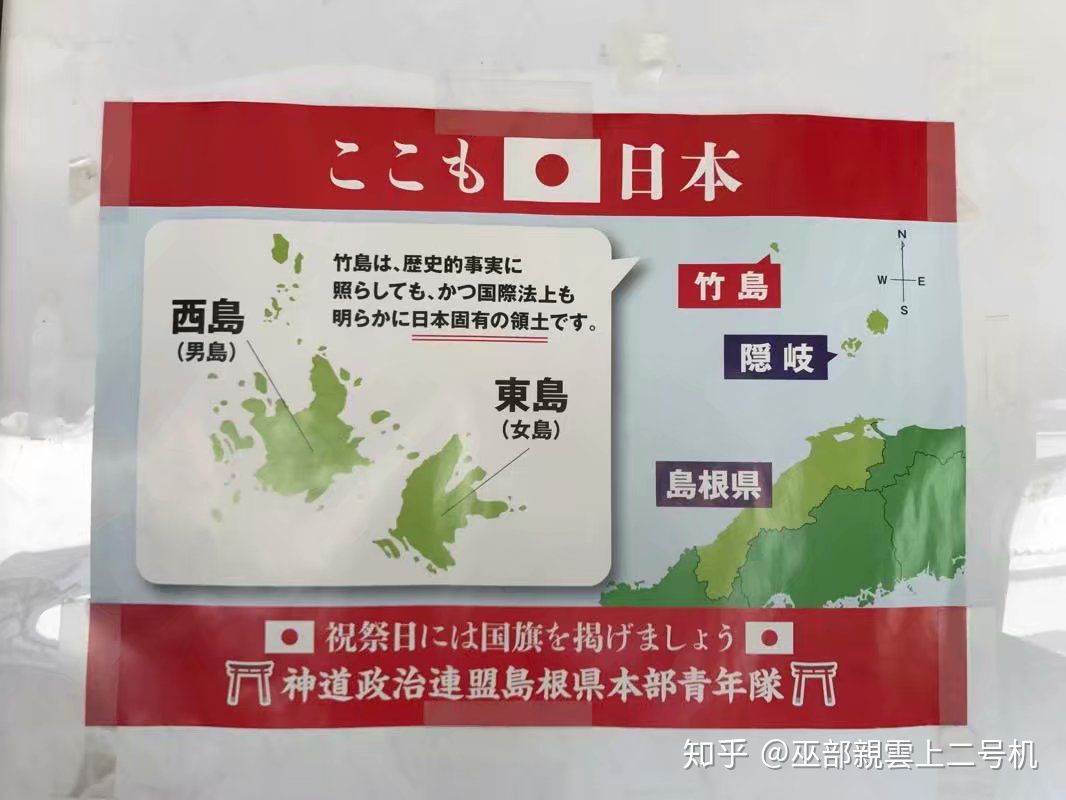 ここも日本
竹島は、歴史的事実に
照らしても、かつ国際法上も
明らかに日本固有の領土です。
西島
(男島)
東島
(女島)
竹島
隠岐
島根県
N
W E
S
祝祭日には国旗を掲げましょう
神道政治連盟島根県本部青年隊
知乎 @巫部親雲上二号机